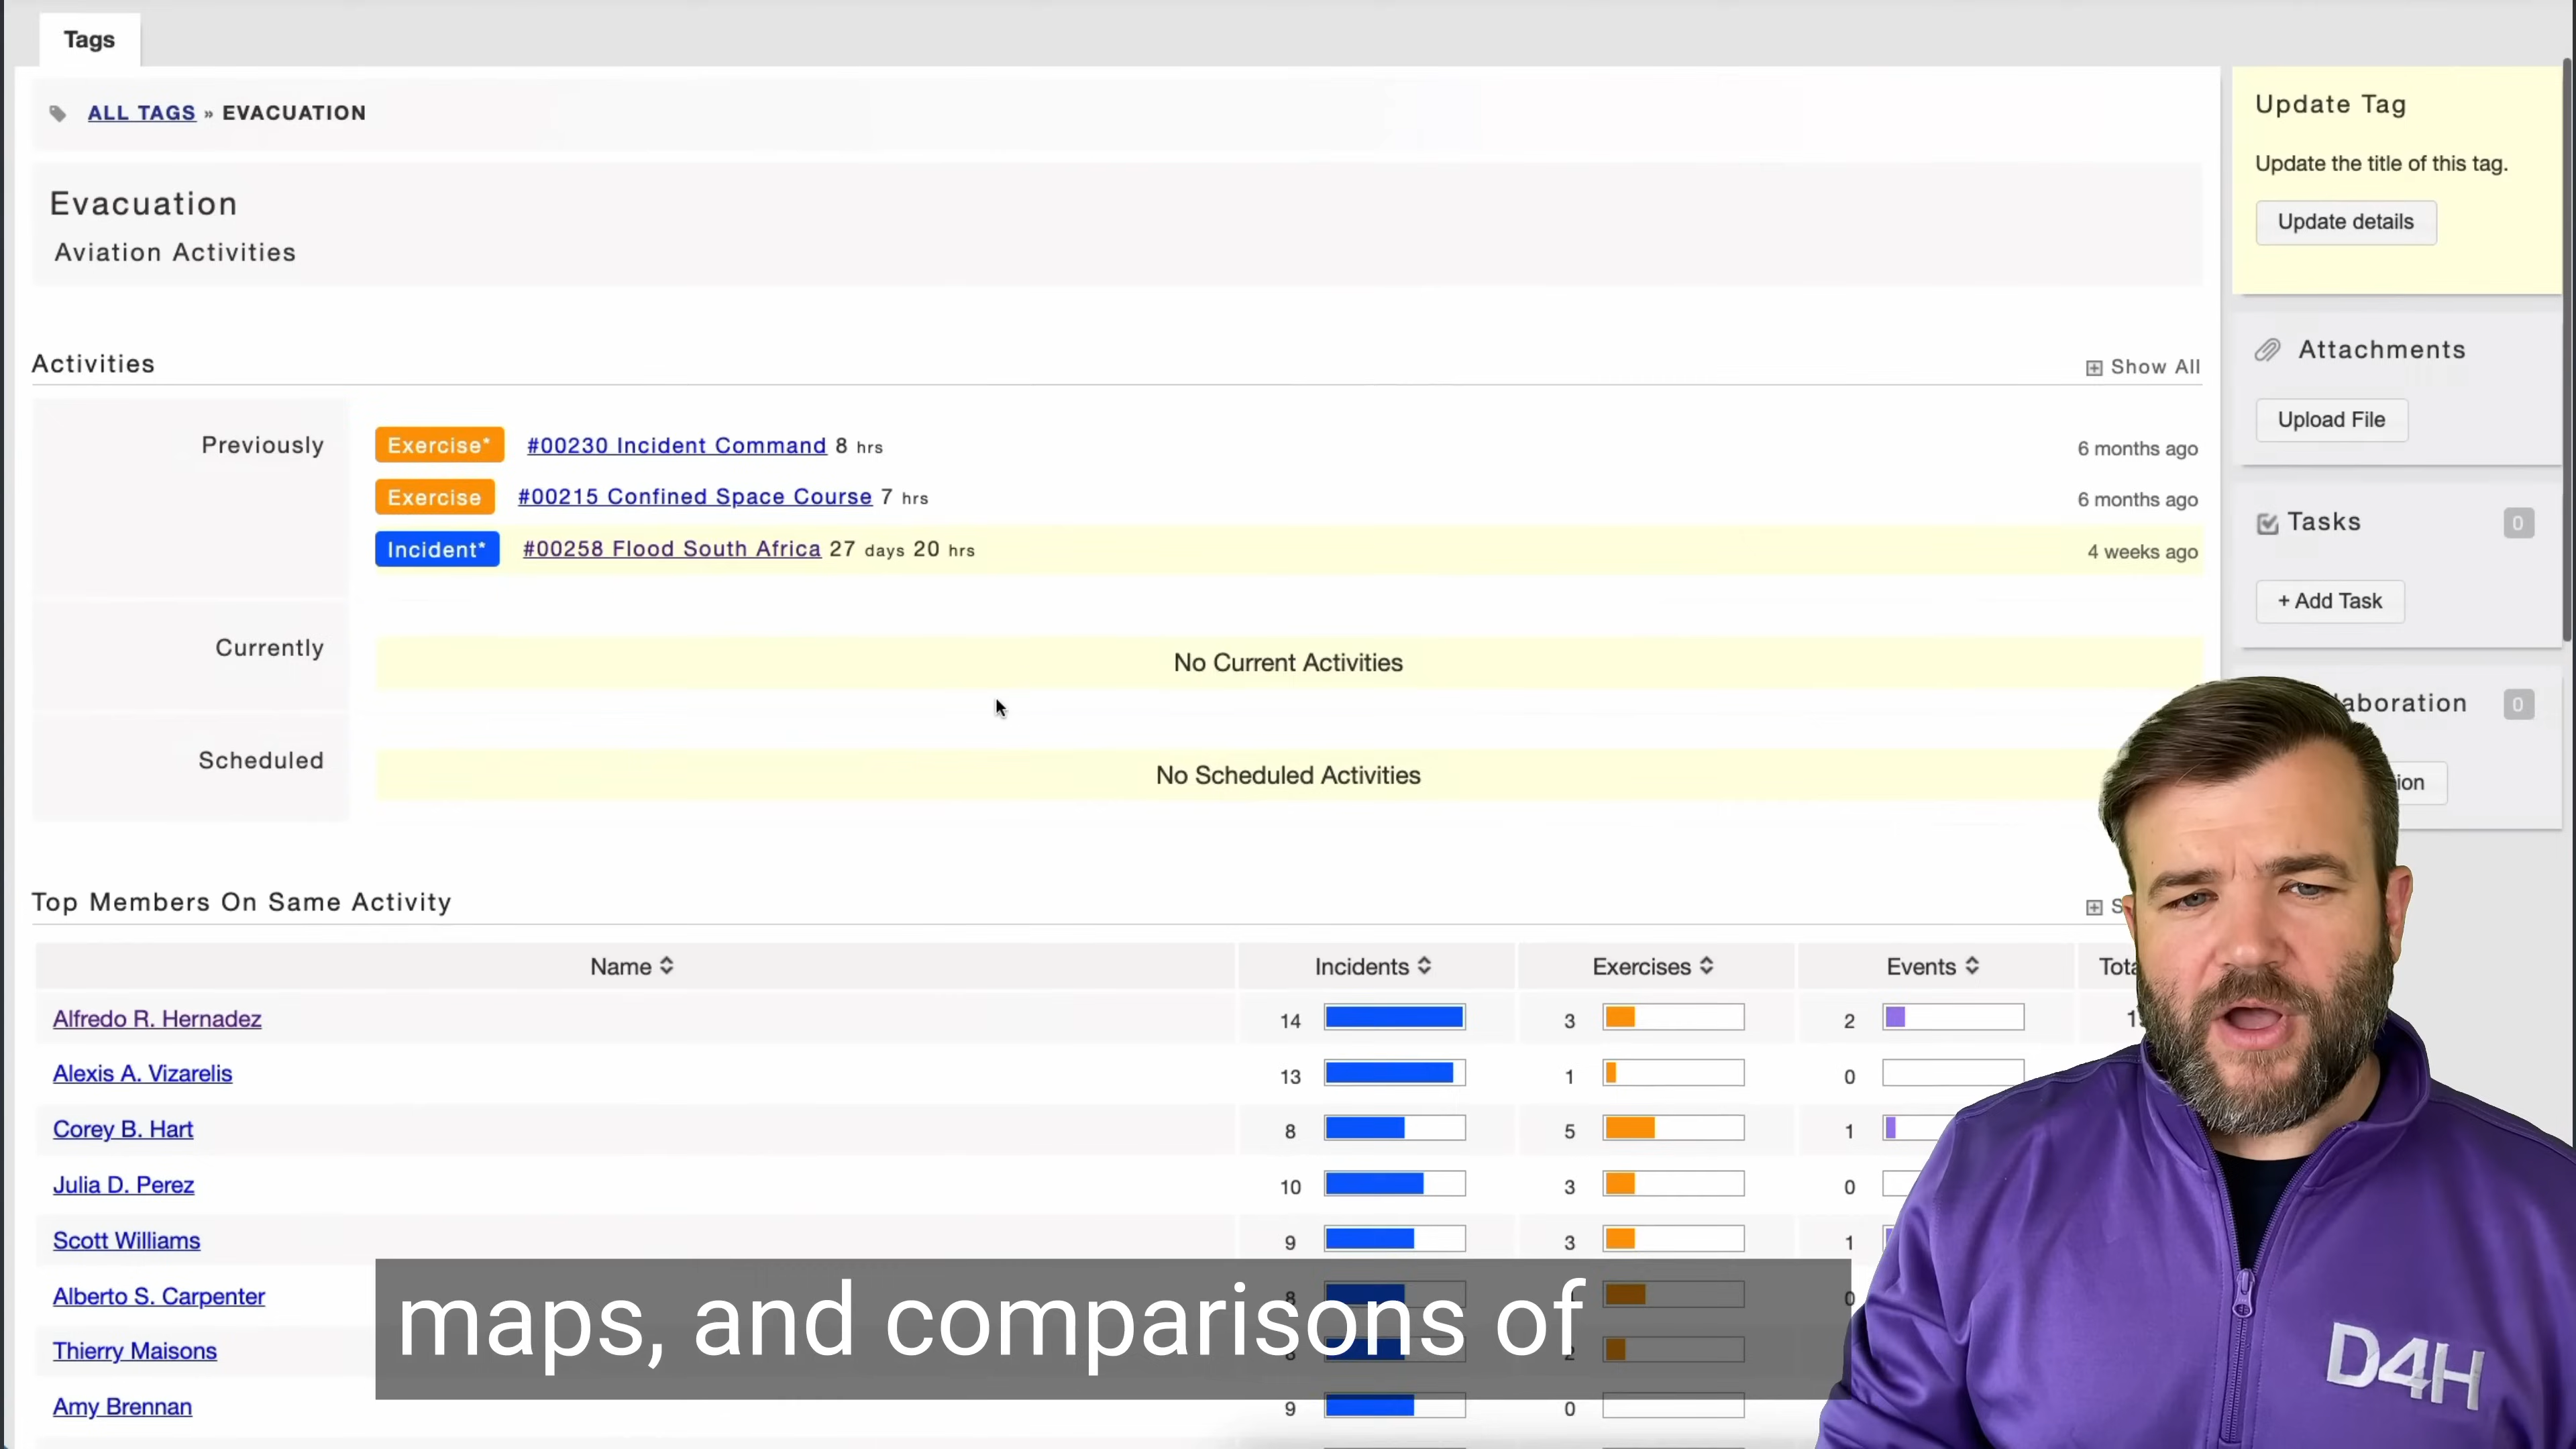 Tags
ALL TAGS » EVACUATION
Evacuation
Aviation Activities
Activities
Show All
Previously
Exercise* #00230 Incident Command 8 hrs 6 months ago
Exercise #00215 Confined Space Course 7 hrs 6 months ago
Incident* #00258 Flood South Africa 27 days 20 hrs 4 weeks ago
Currently
No Current Activities
Scheduled
No Scheduled Activities
Top Members On Same Activity
Name Incidents Exercises Events
Alfredo R. Hernadez 14 3 2
Alexis A. Vizarelis 13 1 0
Corey B. Hart 8 5 1
Julia D. Perez 10 3 0
Scott Williams 9 3 1
Alberto S. Carpenter 8 0
Thierry Maisons 8 2
Amy Brennan 9 0
Update Tag
Update the title of this tag.
Update details
Attachments
Upload File
Tasks 0
+ Add Task
0
maps, and comparisons of
D4H